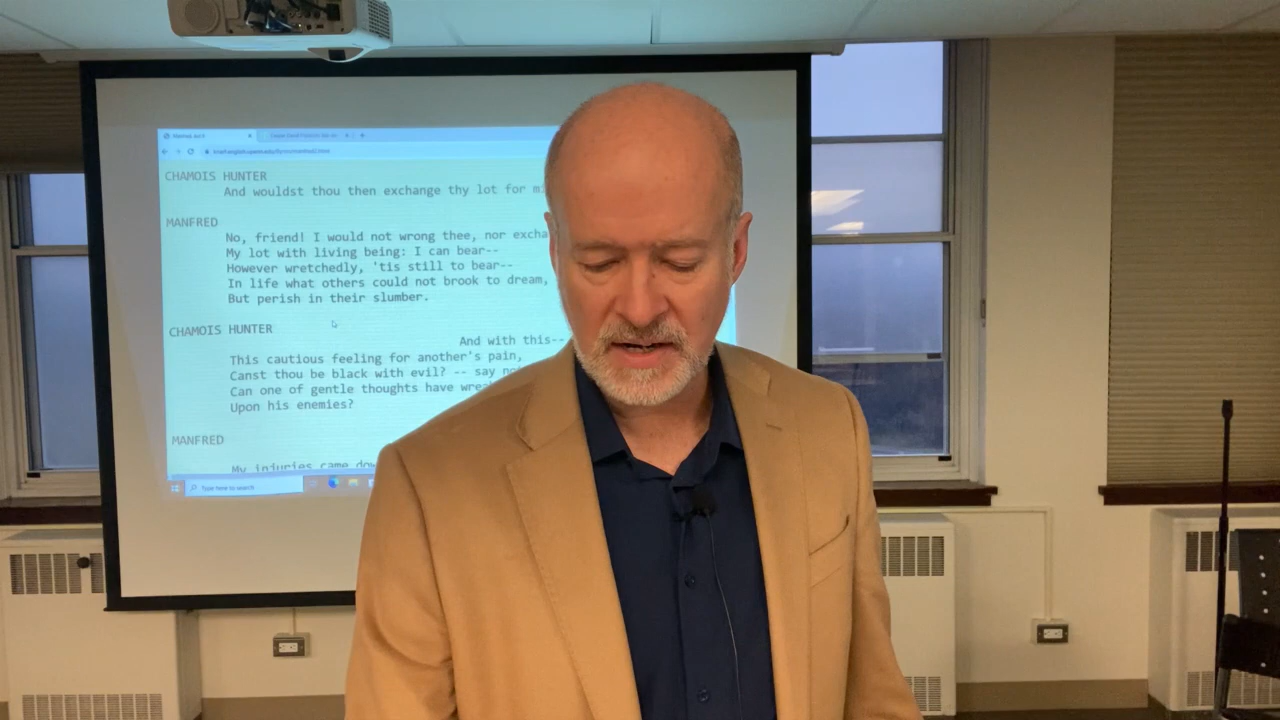 Manfred Act II
CHAMOIS HUNTER
And wouldst thou then exchange thy lot for
MANFRED
No, friend! I would not wrong thee, nor
My lot with living being: I can bear--
However wretchedly, 'tis still to bear--
In life what others could not brook to dream,
But perish in their slumber.
CHAMOIS HUNTER
And with this--
This cautious feeling for another's pain,
Canst thou be black with evil? -- say
Can one of gentle thoughts have
Upon his enemies?
MANFRED
My injuries came
Type here to search